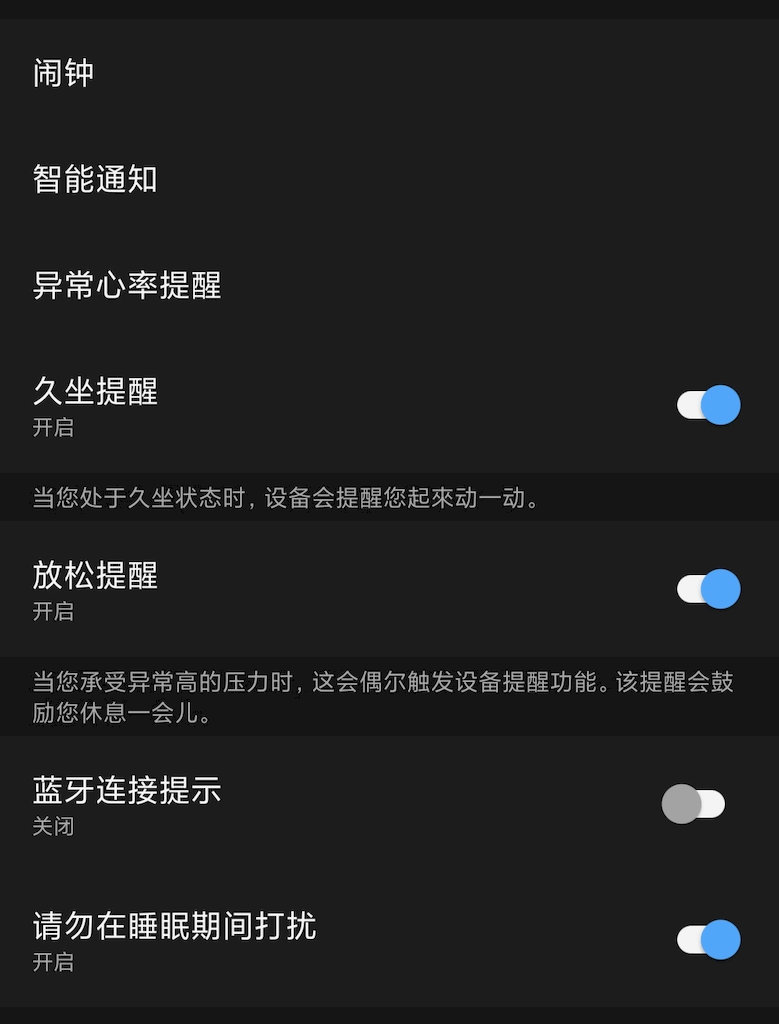 闹钟
智能通知
异常心率提醒
久坐提醒
开启
当您处于久坐状态时，设备会提醒您起來动一动。
放松提醒
开启
当您承受异常高的压力时，这会偶尔触发设备提醒功能。该提醒会鼓
励您休息一会儿。
蓝牙连接提示
关闭
请勿在睡眠期间打扰
开启